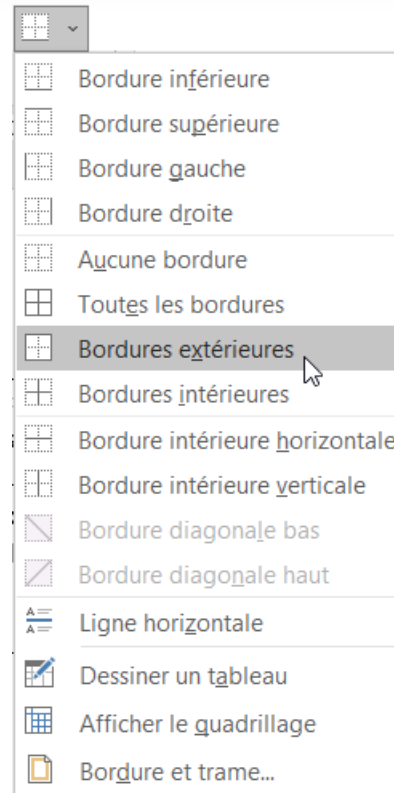 Bordure inférieure
Bordure supérieure
Bordure gauche
Bordure droite
Aucune bordure
Toutes les bordures
Bordures extérieures
Bordures intérieures
Bordure intérieure horizontale
Bordure intérieure verticale
Bordure diagonale bas
Bordure diagonale haut
Ligne horizontale
Dessiner un tableau
Afficher le quadrillage
Bordure et trame...